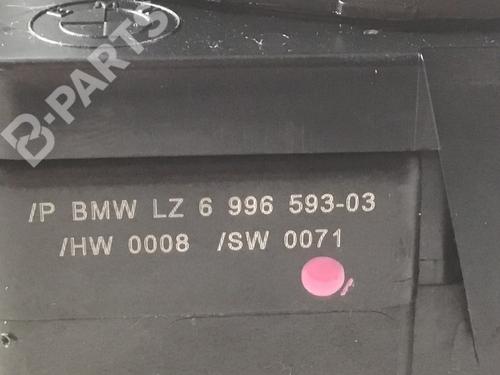 B-PARTS
/P BMW LZ 6 996 593-03
/HW 0008 /SW 0071